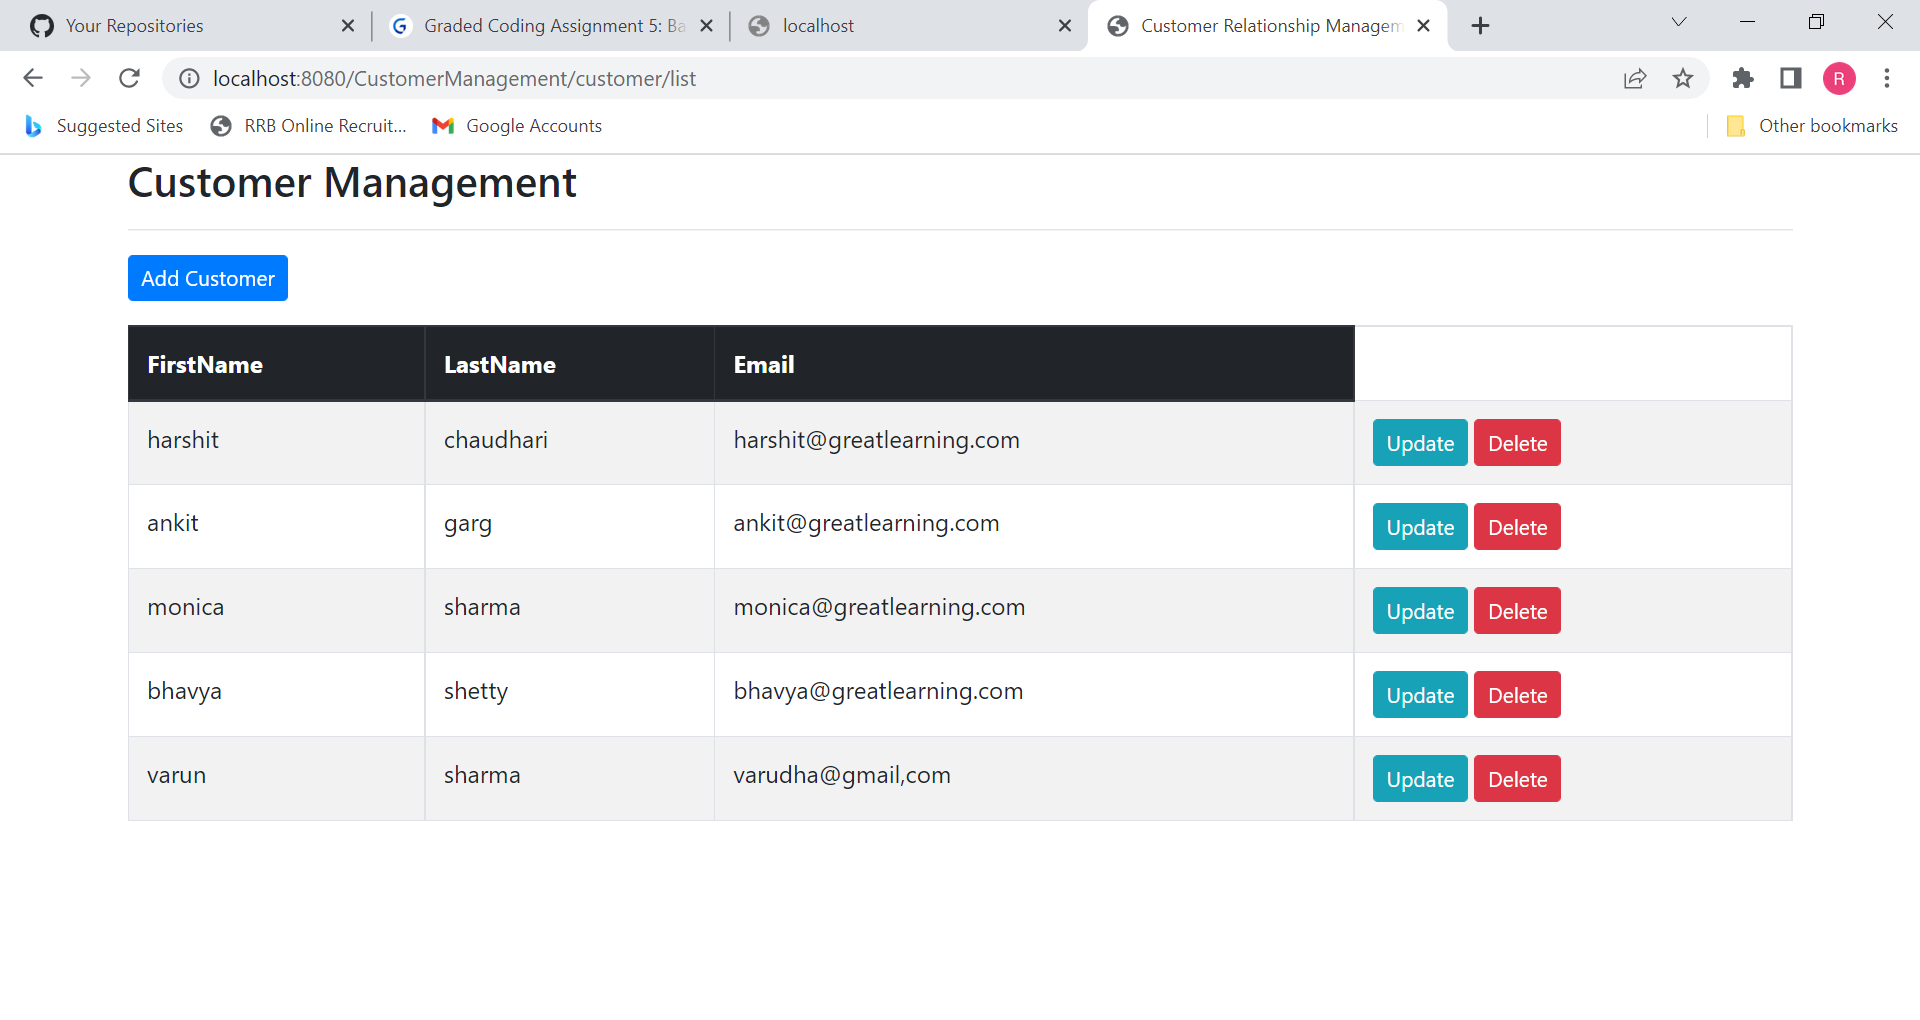 Your Repositories
Graded Coding Assignment 5: Ba
localhost
Customer Relationship Managem
localhost:8080/CustomerManagement/customer/list
R
Suggested Sites
RRB Online Recruit...
Google Accounts
Other bookmarks
Customer Management
Add Customer
FirstName LastName Email
harshit chaudhari harshit@greatlearning.com Update Delete
ankit garg ankit@greatlearning.com Update Delete
monica sharma monica@greatlearning.com Update Delete
bhavya shetty bhavya@greatlearning.com Update Delete
varun sharma varudha@gmail,com Update Delete